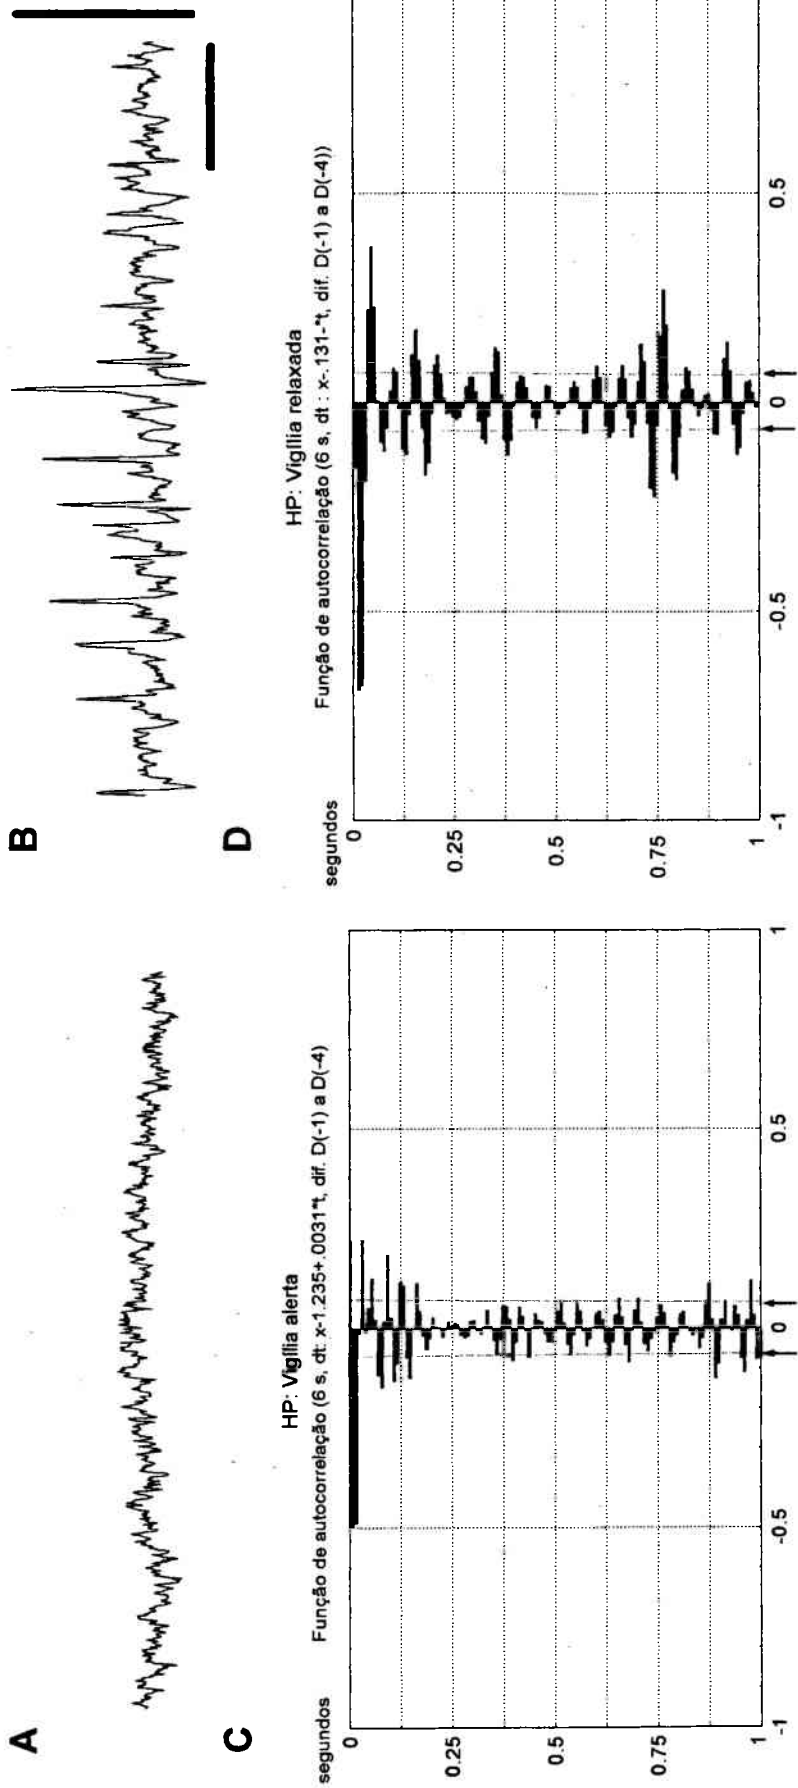 A
B
C
HP: Vigília alerta
Função de autocorrelação (6 s, dt: x-1.235+.0031*t, dif. D(-1) a D(-4)
segundos
0
0.25
0.5
0.75
1
-1
-0.5
0
0.5
1
D
HP: Vigília relaxada
Função de autocorrelação (6 s, dt : x-.131-*t, dif. D(-1) a D(-4))
segundos
0
0.25
0.5
0.75
1
-1
-0.5
0
0.5